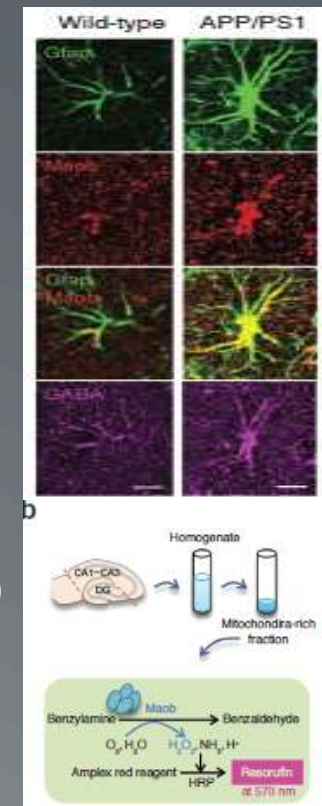 Wild-type APP/PS1
Gfap
Maob
Gfap
Maob
GABA
b
Homogenate
CA1–CA3
DG
Mitochondira-rich
fraction
Maob
Benzylamine Benzaldehyde
O₂, H₂O H₂O₂, NH₃, H⁺
Amplex red reagent Resorufin
HRP at 570 nm